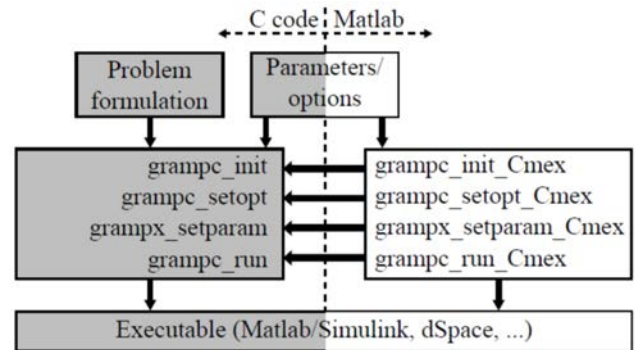 C code Matlab
Problem
formulation
Parameters/
options
grampc_init
grampc_setopt
grampx_setparam
grampc_run
grampc_init_Cmex
grampc_setopt_Cmex
grampx_setparam_Cmex
grampc_run_Cmex
Executable (Matlab/Simulink, dSpace, ...)